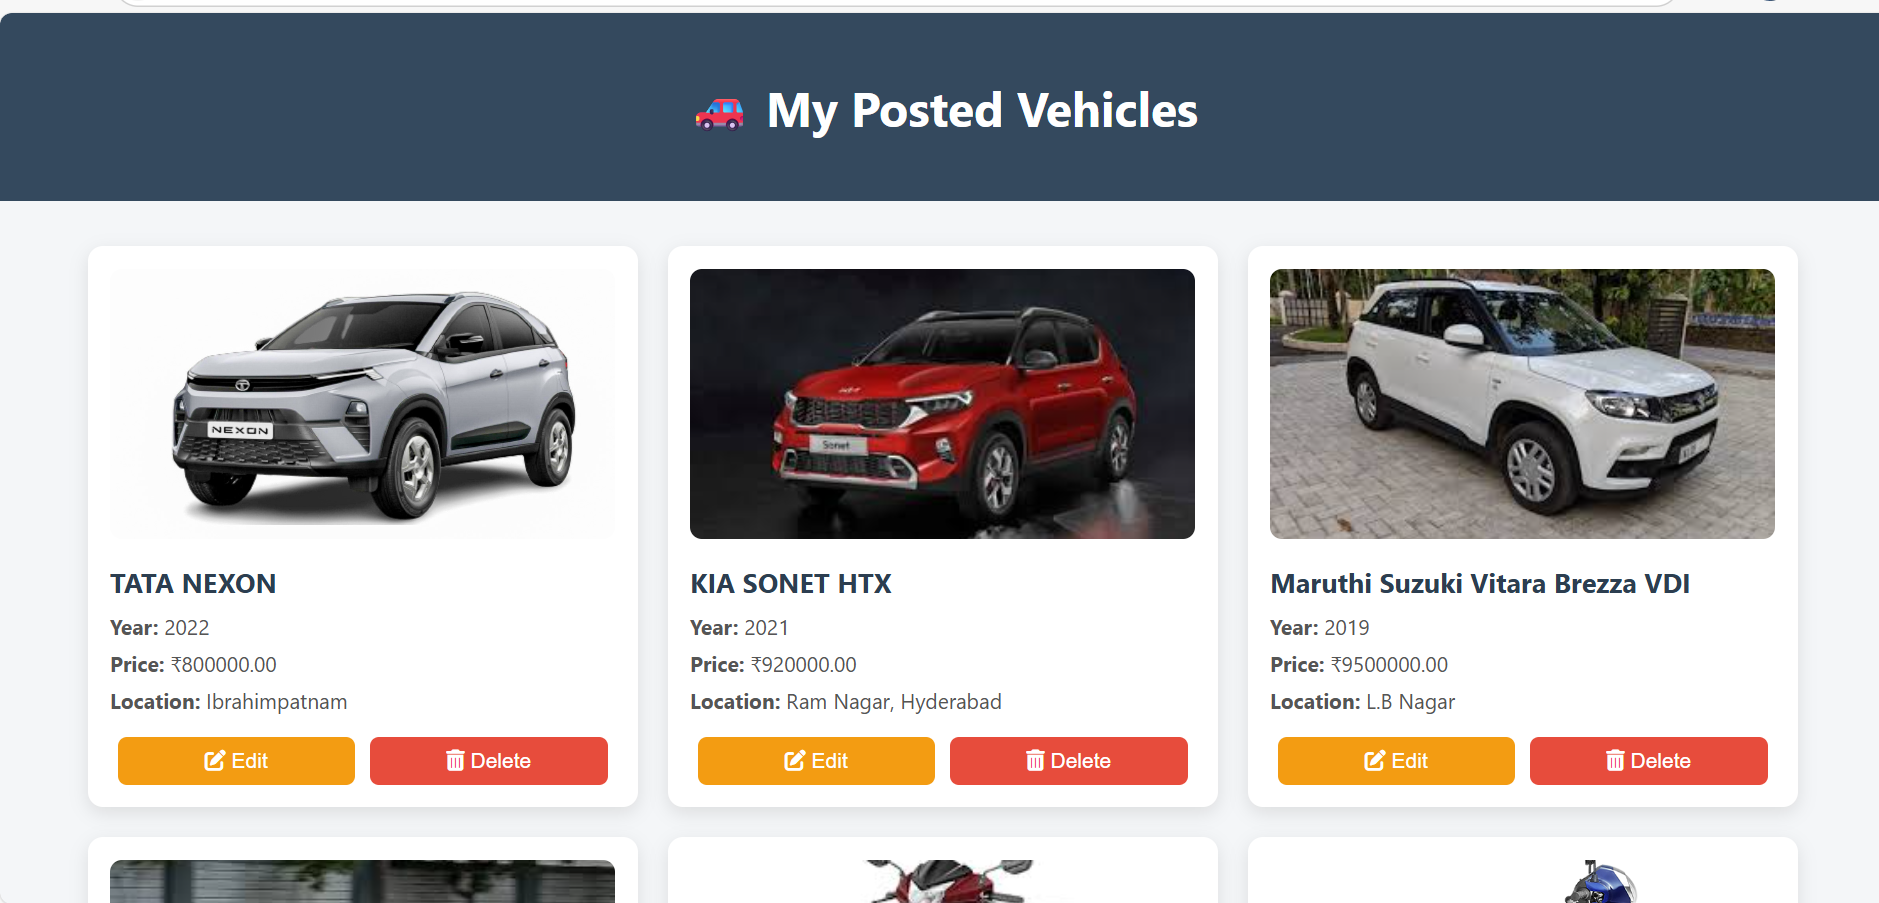 My Posted Vehicles
NEXON
Sonet
TATA NEXON
Year: 2022
Price: ₹800000.00
Location: Ibrahimpatnam
Edit
Delete
KIA SONET HTX
Year: 2021
Price: ₹920000.00
Location: Ram Nagar, Hyderabad
Edit
Delete
Maruthi Suzuki Vitara Brezza VDI
Year: 2019
Price: ₹9500000.00
Location: L.B Nagar
Edit
Delete